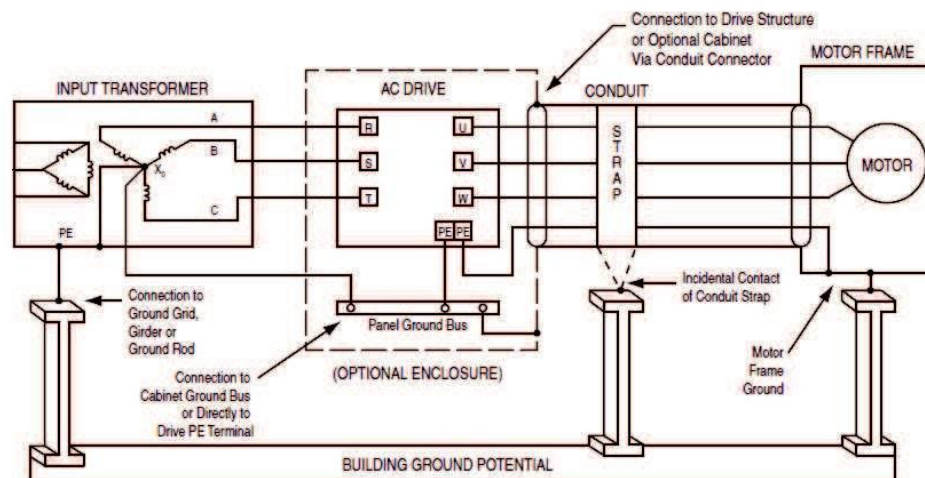 Connection to Drive Structure
or Optional Cabinet
Via Conduit Connector
MOTOR FRAME
INPUT TRANSFORMER
AC DRIVE
CONDUIT
A
R
U
B
X₀
S
V
STRAP
MOTOR
C
T
W
PE
PE PE
Connection to
Ground Grid,
Girder or
Ground Rod
Panel Ground Bus
Incidental Contact
of Conduit Strap
(OPTIONAL ENCLOSURE)
Connection to
Cabinet Ground Bus
or Directly to
Drive PE Terminal
Motor
Frame
Ground
BUILDING GROUND POTENTIAL